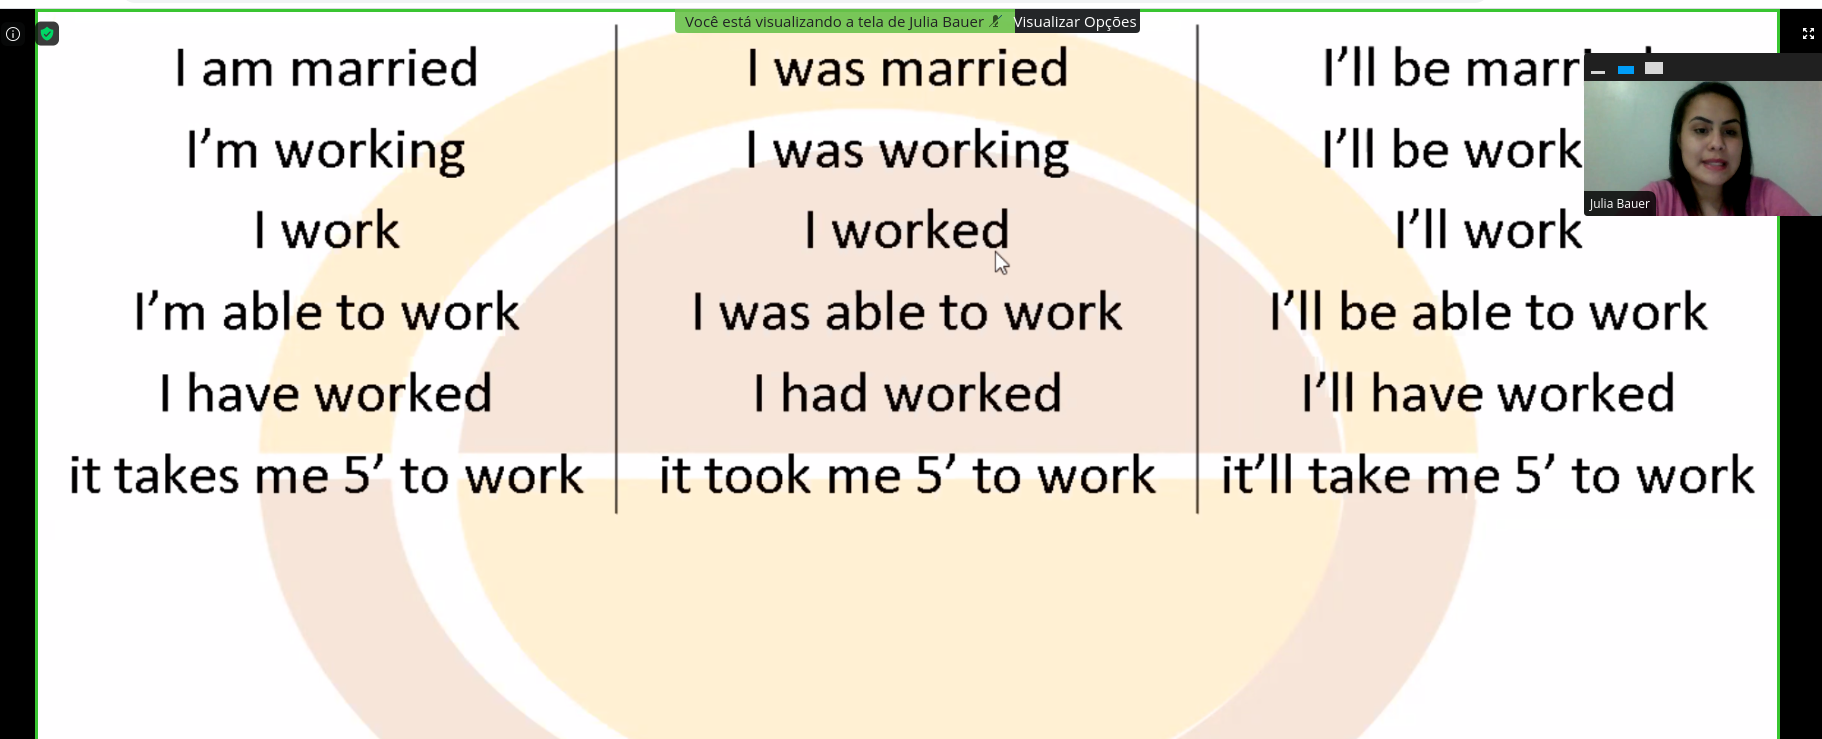 Você está visualizando a tela de Julia Bauer
Visualizar Opções
I am married
I was married
I'll be
I'm working
I was working
I'll be
I work
I worked
I'll work
I'm able to work
I was able to work
I'll be able to work
I have worked
I had worked
I'll have worked
it takes me 5' to work
it took me 5' to work
it'll take me 5' to work
Julia Bauer